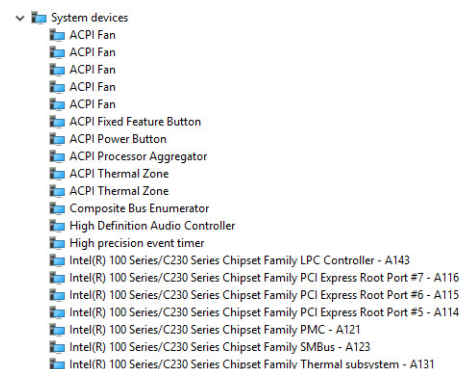 System devices
ACPI Fan
ACPI Fan
ACPI Fan
ACPI Fan
ACPI Fan
ACPI Fixed Feature Button
ACPI Power Button
ACPI Processor Aggregator
ACPI Thermal Zone
ACPI Thermal Zone
Composite Bus Enumerator
High Definition Audio Controller
High precision event timer
Intel(R) 100 Series/C230 Series Chipset Family LPC Controller - A143
Intel(R) 100 Series/C230 Series Chipset Family PCI Express Root Port #7 - A116
Intel(R) 100 Series/C230 Series Chipset Family PCI Express Root Port #6 - A115
Intel(R) 100 Series/C230 Series Chipset Family PCI Express Root Port #5 - A114
Intel(R) 100 Series/C230 Series Chipset Family PMC - A121
Intel(R) 100 Series/C230 Series Chipset Family SMBus - A123
Intel(R) 100 Series/C230 Series Chipset Family Thermal subsystem - A131